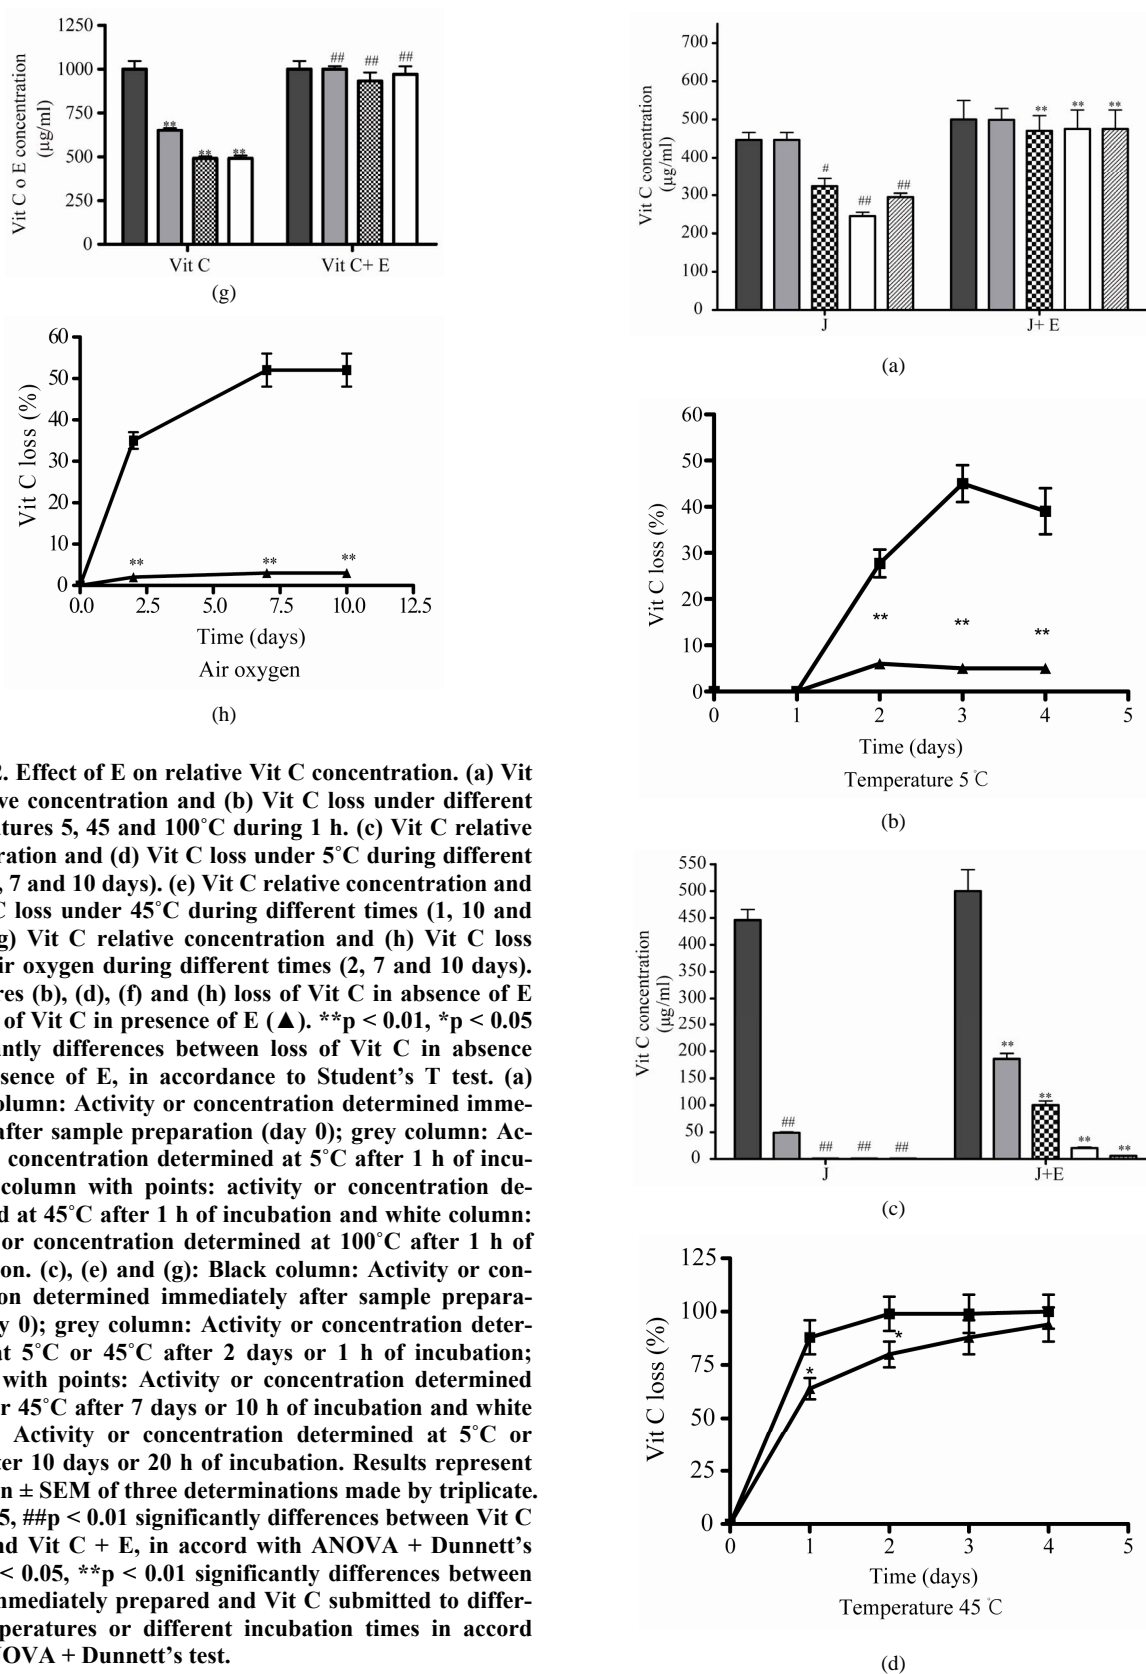 1250
1000
750
500
250
0
Vit C o E concentration
(µg/ml)
**
**
**
##
##
##
Vit C
Vit C+ E
(g)
60
50
40
30
20
10
0
Vit C loss (%)
**
**
**
0.0
2.5
5.0
7.5
10.0
12.5
Time (days)
Air oxygen
(h)
2. Effect of E on relative Vit C concentration. (a) Vit
ve concentration and (b) Vit C loss under different
tures 5, 45 and 100˚C during 1 h. (c) Vit C relative
ration and (d) Vit C loss under 5˚C during different
, 7 and 10 days). (e) Vit C relative concentration and
C loss under 45˚C during different times (1, 10 and
g) Vit C relative concentration and (h) Vit C loss
ir oxygen during different times (2, 7 and 10 days).
res (b), (d), (f) and (h) loss of Vit C in absence of E
of Vit C in presence of E (▲). **p < 0.01, *p < 0.05
antly differences between loss of Vit C in absence
sence of E, in accordance to Student’s T test. (a)
olumn: Activity or concentration determined imme-
after sample preparation (day 0); grey column: Ac-
concentration determined at 5˚C after 1 h of incu-
column with points: activity or concentration de-
d at 45˚C after 1 h of incubation and white column:
or concentration determined at 100˚C after 1 h of
on. (c), (e) and (g): Black column: Activity or con-
on determined immediately after sample prepara-
y 0); grey column: Activity or concentration deter-
at 5˚C or 45˚C after 2 days or 1 h of incubation;
with points: Activity or concentration determined
r 45˚C after 7 days or 10 h of incubation and white
Activity or concentration determined at 5˚C or
ter 10 days or 20 h of incubation. Results represent
n ± SEM of three determinations made by triplicate.
5, ##p < 0.01 significantly differences between Vit C
nd Vit C + E, in accord with ANOVA + Dunnett’s
< 0.05, **p < 0.01 significantly differences between
mmediately prepared and Vit C submitted to differ-
peratures or different incubation times in accord
NOVA + Dunnett’s test.
700
600
500
400
300
200
100
0
Vit C concentration
(µg/ml)
#
##
##
**
**
**
J
J+ E
(a)
60
50
40
30
20
10
0
Vit C loss (%)
**
**
**
0
1
2
3
4
5
Time (days)
Temperature 5℃
(b)
550
500
450
400
350
300
250
200
150
100
50
0
Vit C concentration
(µg/ml)
##
##
##
##
**
**
**
**
J
J+E
(c)
125
100
75
50
25
0
Vit C loss (%)
*
*
0
1
2
3
4
5
Time (days)
Temperature 45℃
(d)